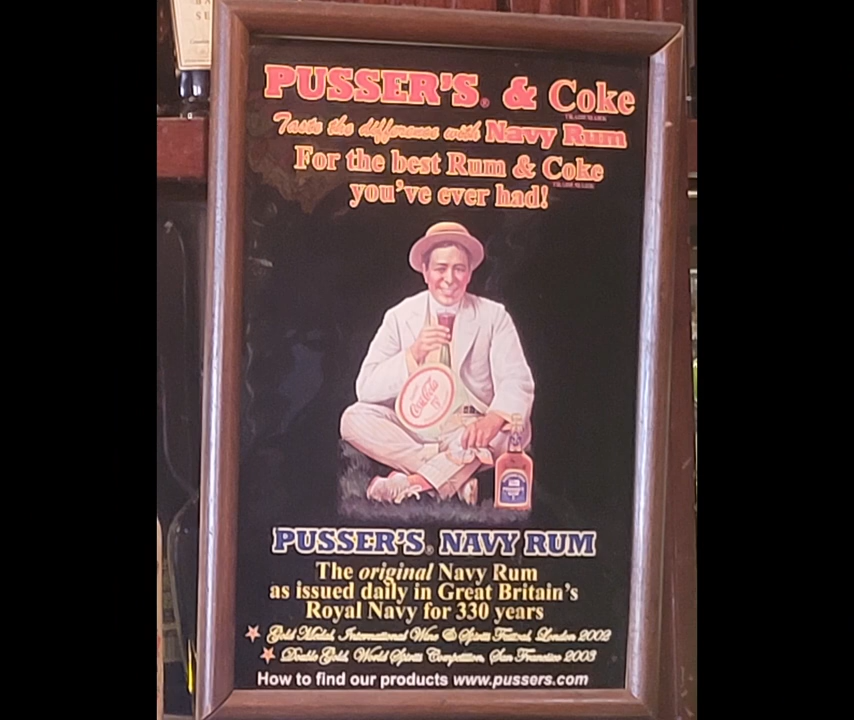 PUSSER'S® & Coke
TRADEMARK
Taste the difference with Navy Rum
For the best Rum & Coke
TRADEMARK
you've ever had!
Coca-Cola
PUSSER'S® NAVY RUM
The original Navy Rum
as issued daily in Great Britain's
Royal Navy for 330 years
Gold Medal, International Wine & Spirits Festival, London 2002
Double Gold, World Spirits Competition, San Francisco 2003
How to find our products www.pussers.com